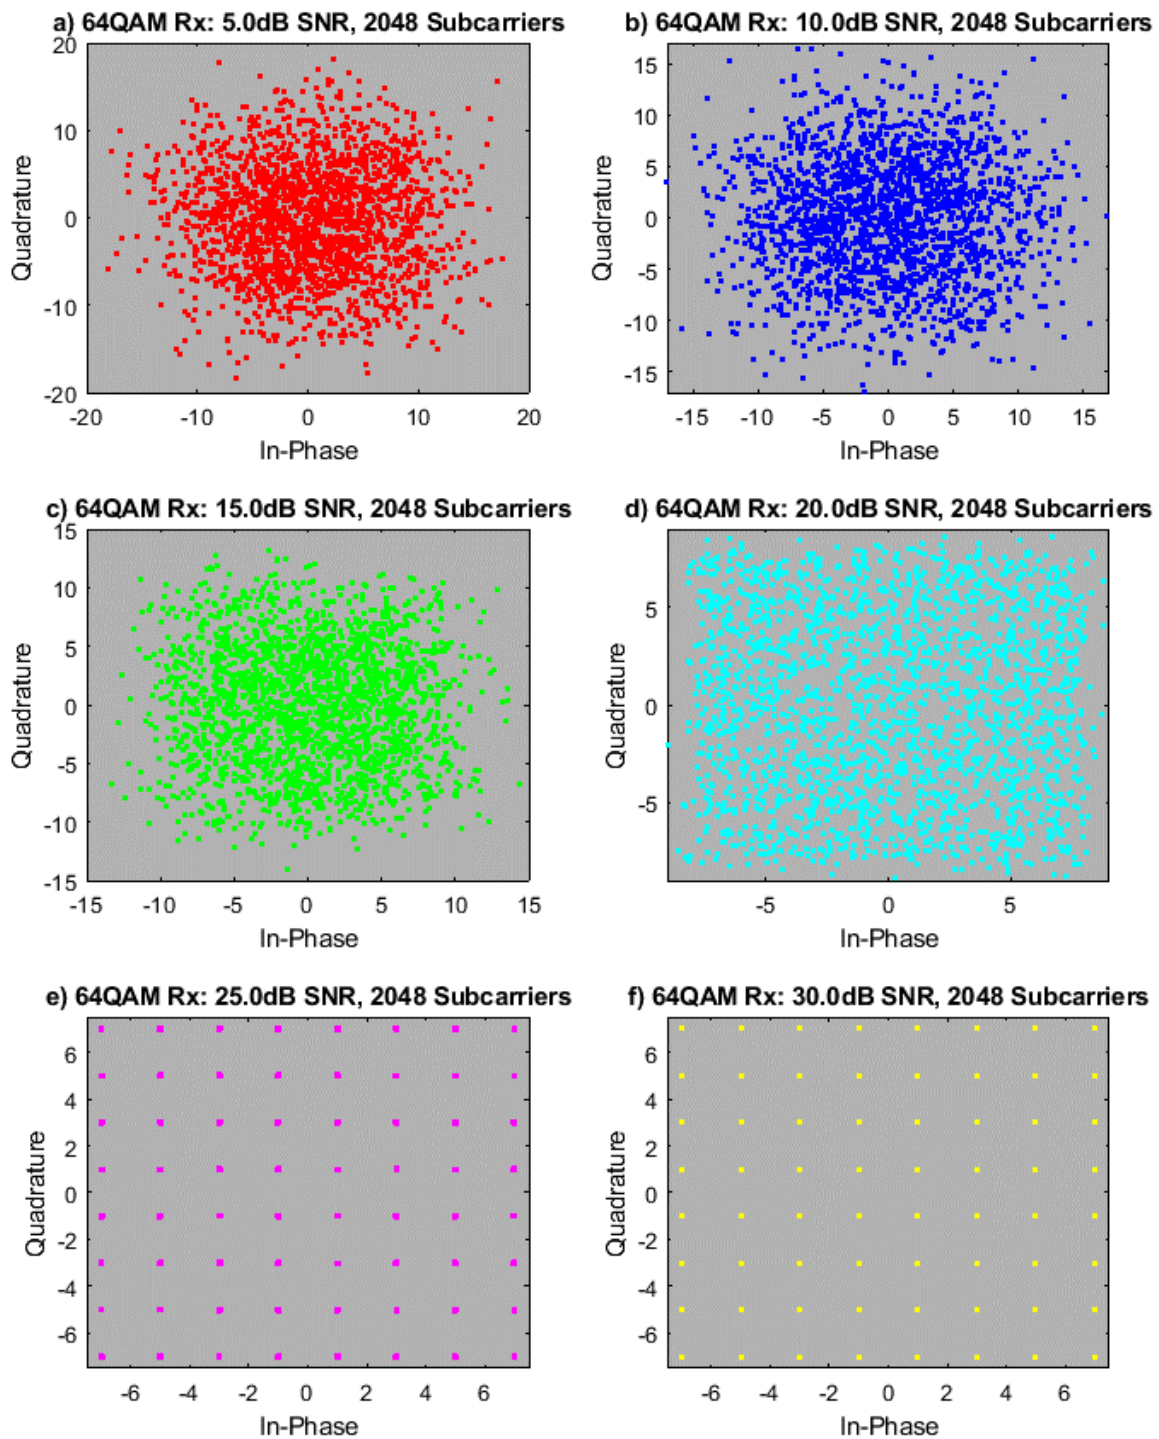 a) 64QAM Rx: 5.0dB SNR, 2048 Subcarriers
20
10
0
-10
-20
Quadrature
-20 -10 0 10 20
In-Phase
b) 64QAM Rx: 10.0dB SNR, 2048 Subcarriers
15
10
5
0
-5
-10
-15
Quadrature
-15 -10 -5 0 5 10 15
In-Phase
c) 64QAM Rx: 15.0dB SNR, 2048 Subcarriers
15
10
5
0
-5
-10
-15
Quadrature
-15 -10 -5 0 5 10 15
In-Phase
d) 64QAM Rx: 20.0dB SNR, 2048 Subcarriers
5
0
-5
Quadrature
-5 0 5
In-Phase
e) 64QAM Rx: 25.0dB SNR, 2048 Subcarriers
6
4
2
0
-2
-4
-6
Quadrature
-6 -4 -2 0 2 4 6
In-Phase
f) 64QAM Rx: 30.0dB SNR, 2048 Subcarriers
6
4
2
0
-2
-4
-6
Quadrature
-6 -4 -2 0 2 4 6
In-Phase